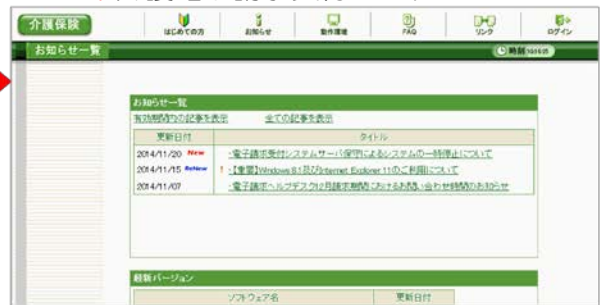 介護保険
はじめての方
お知らせ
動作環境
FAQ
リンク
ログイン
お知らせ一覧
時刻
お知らせ一覧
有効期間内の記事を表示 全ての記事を表示
更新日付 タイトル
2014/11/20 New ・電子請求受付システムサーバ保守によるシステムの一時停止について
2014/11/15 ReNew ! ・【重要】Windows 8.1及びInternet Explorer 11のご利用について
2014/11/07 ・電子請求ヘルプデスク12月請求期間におけるお問い合わせ時間のお知らせ
最新バージョン
ソフトウェア名 更新日付